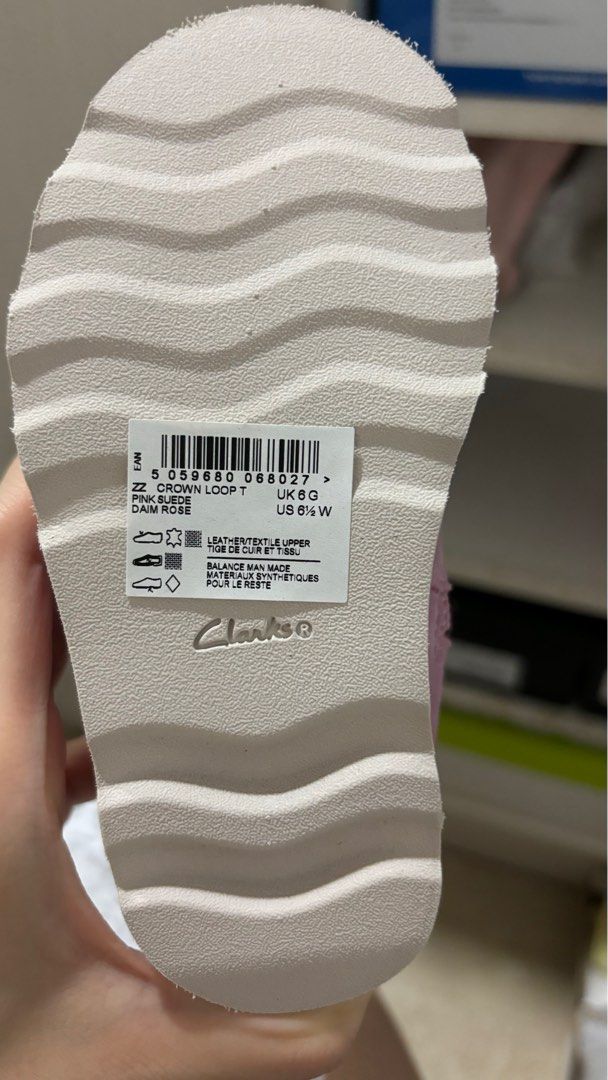 EAN
5 059680 068027 >
ZZ CROWN LOOP T UK 6 G
PINK SUEDE US 6½ W
DAIM ROSE
LEATHER/TEXTILE UPPER
TIGE DE CUIR ET TISSU
BALANCE MAN MADE
MATERIAUX SYNTHETIQUES
POUR LE RESTE
Clarks®